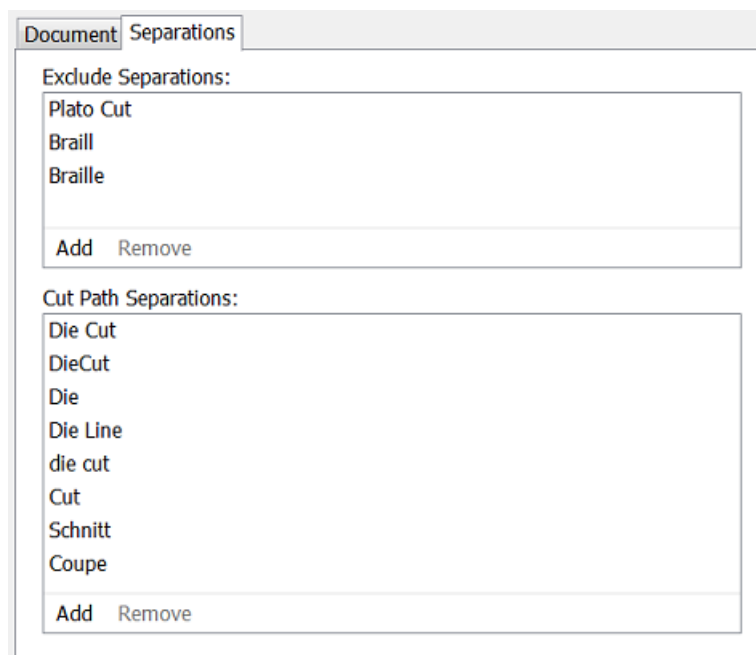 Document Separations
Exclude Separations:
Plato Cut
Braill
Braille
Add Remove
Cut Path Separations:
Die Cut
DieCut
Die
Die Line
die cut
Cut
Schnitt
Coupe
Add Remove